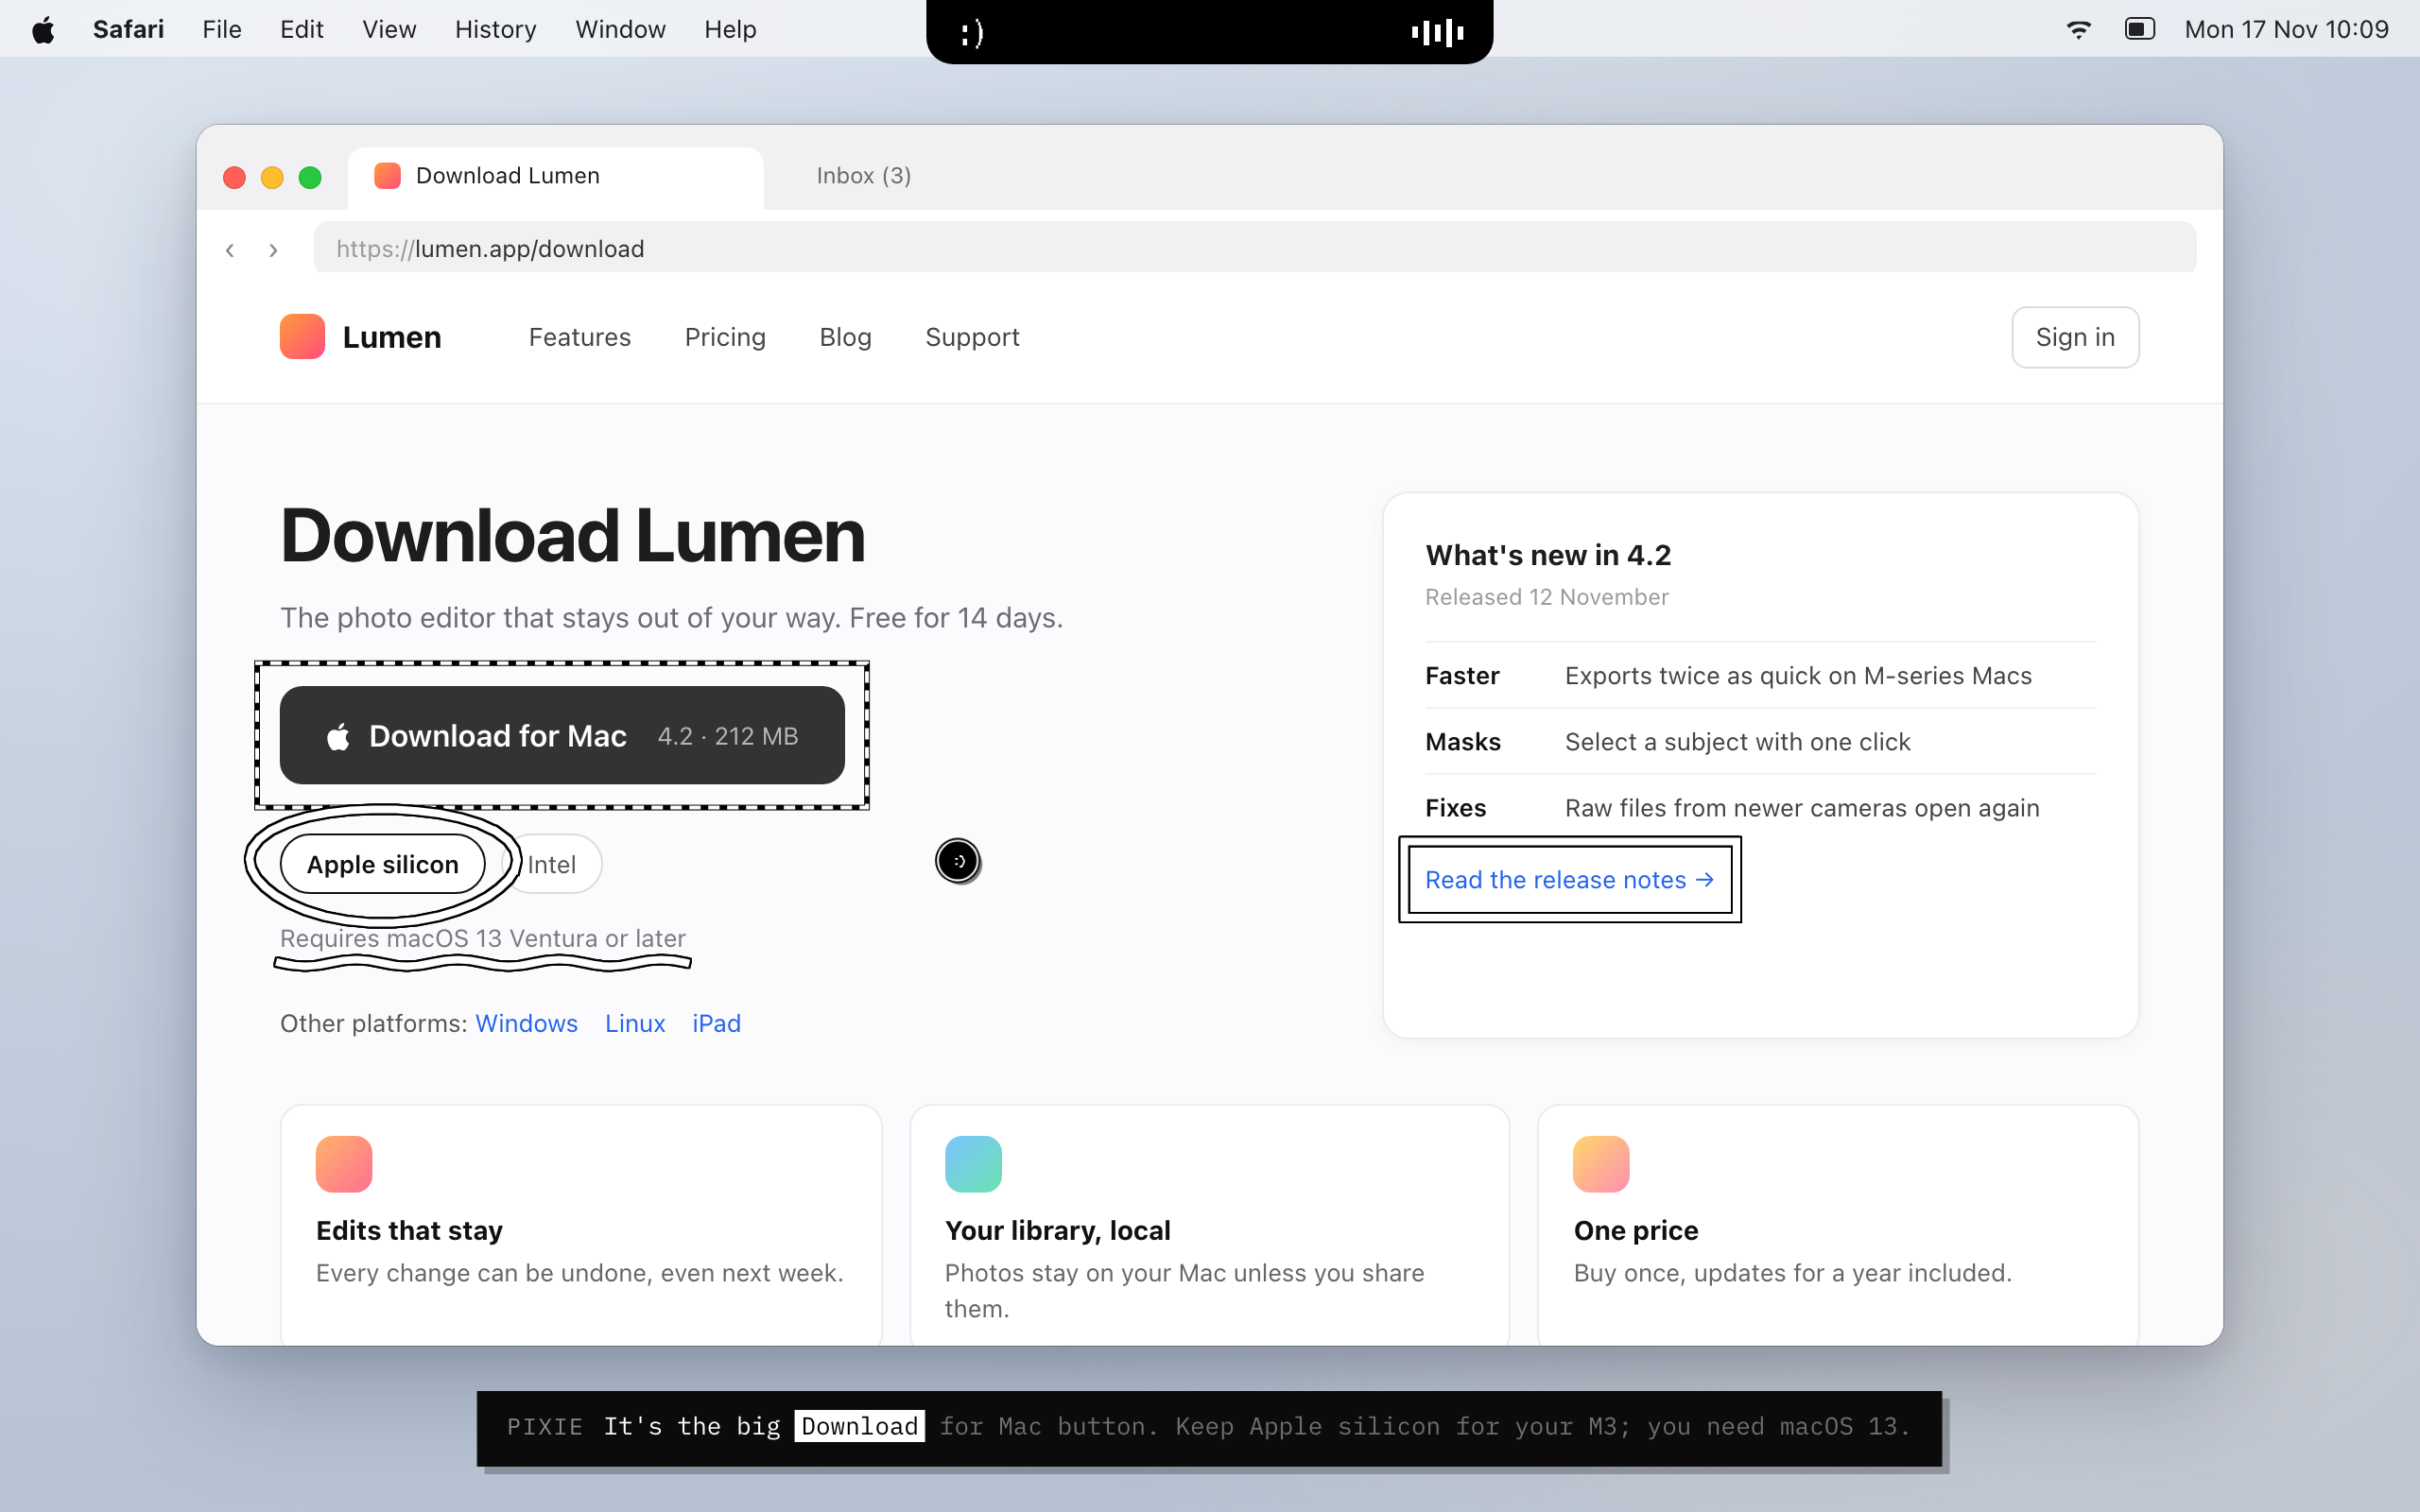 Safari File Edit View History Window Help :) Mon 17 Nov 10:09
Download Lumen Inbox (3)
https://lumen.app/download
Lumen Features Pricing Blog Support Sign in
Download Lumen
The photo editor that stays out of your way. Free for 14 days.
Download for Mac 4.2 · 212 MB
Apple silicon Intel
:)
Requires macOS 13 Ventura or later
Other platforms: Windows Linux iPad
What's new in 4.2
Released 12 November
Faster Exports twice as quick on M-series Macs
Masks Select a subject with one click
Fixes Raw files from newer cameras open again
Read the release notes →
Edits that stay
Every change can be undone, even next week.
Your library, local
Photos stay on your Mac unless you share
them.
One price
Buy once, updates for a year included.
PIXIE It's the big Download for Mac button. Keep Apple silicon for your M3; you need macOS 13.